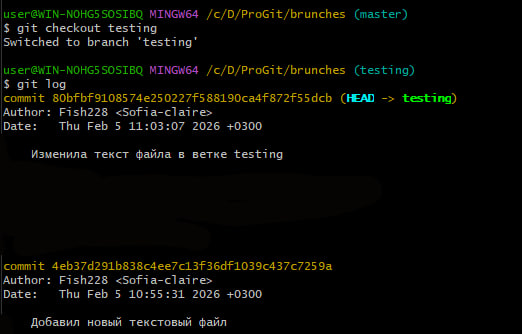 user@WIN-NOHG5SOSIBQ MINGW64 /c/D/ProGit/brunches (master)
$ git checkout testing
Switched to branch 'testing'
user@WIN-NOHG5SOSIBQ MINGW64 /c/D/ProGit/brunches (testing)
$ git log
commit 80bfbf9108574e250227f588190ca4f872f55dcb (HEAD -> testing)
Author: Fish228 <Sofia-claire>
Date:   Thu Feb 5 11:03:07 2026 +0300
Изменила текст файла в ветке testing
commit 4eb37d291b838c4ee7c13f36df1039c437c7259a
Author: Fish228 <Sofia-claire>
Date:   Thu Feb 5 10:55:31 2026 +0300
Добавил новый текстовый файл